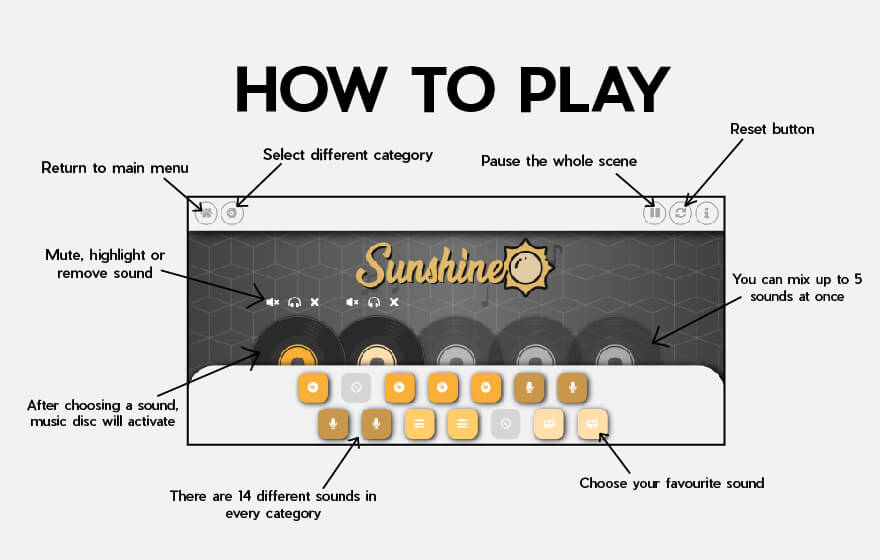 HOW TO PLAY
Reset button
Select different category
Pause the whole scene
Return to main menu
Sunshine
Mute, highlight or
remove sound
You can mix up to 5
sounds at once
After choosing a sound,
music disc will activate
Choose your favourite sound
There are 14 different sounds in
every category